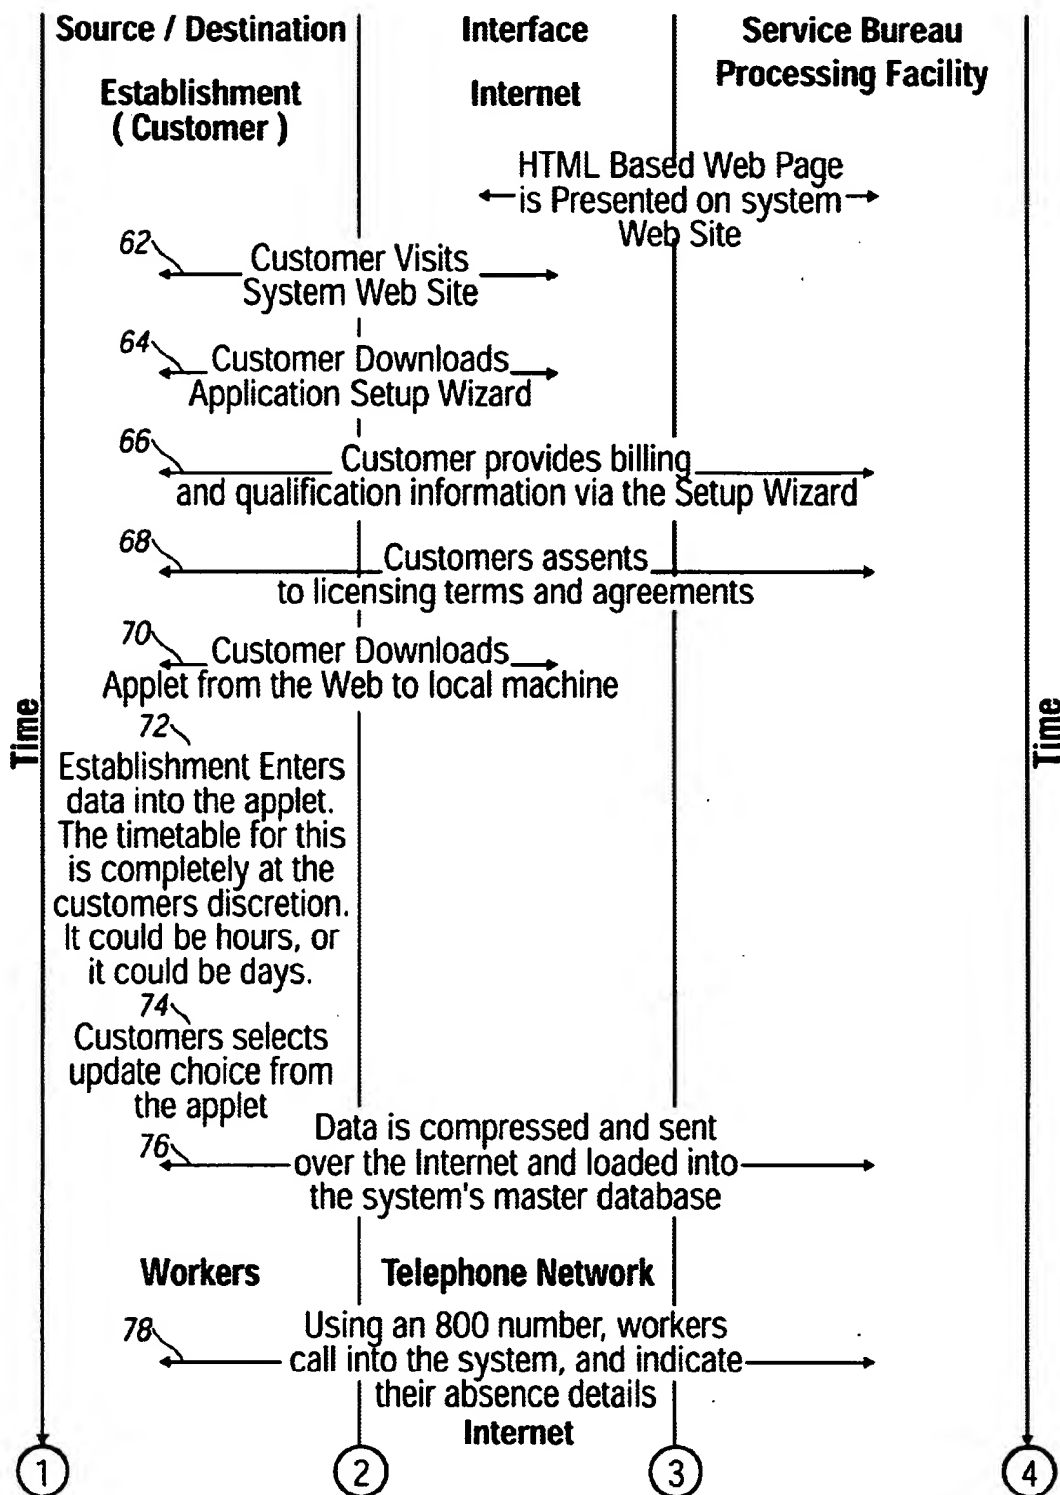 Source / Destination
Interface
Service Bureau
Processing Facility
Establishment
( Customer )
Internet
HTML Based Web Page
is Presented on system
Web Site
62
Customer Visits
System Web Site
64
Customer Downloads
Application Setup Wizard
66
Customer provides billing
and qualification information via the Setup Wizard
68
Customers assents
to licensing terms and agreements
70
Customer Downloads
Applet from the Web to local machine
Time
Time
72
Establishment Enters
data into the applet.
The timetable for this
is completely at the
customers discretion.
It could be hours, or
it could be days.
74
Customers selects
update choice from
the applet
76
Data is compressed and sent
over the Internet and loaded into
the system's master database
Workers
Telephone Network
78
Using an 800 number, workers
call into the system, and indicate
their absence details
Internet
1
2
3
4